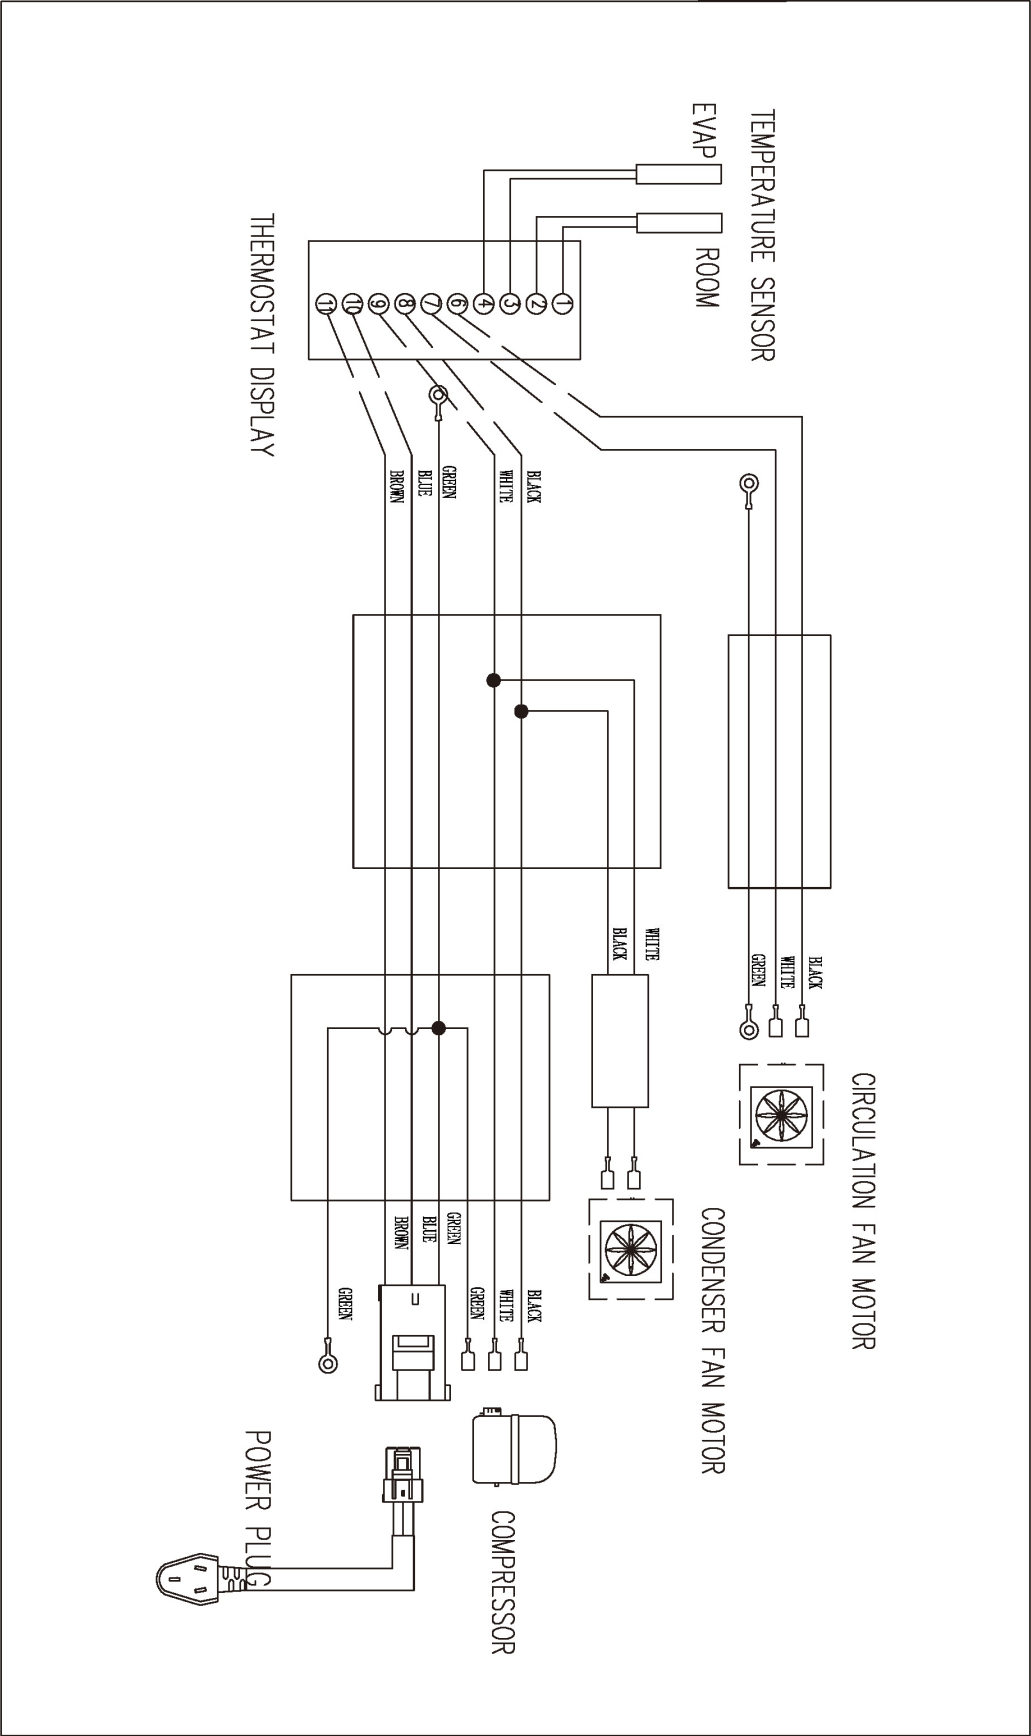 TEMPERATURE SENSOR
EVAP
ROOM
THERMOSTAT DISPLAY
1
2
3
4
6
7
8
9
10
11
BLACK
WHITE
GREEN
BLUE
BROWN
BLACK
WHITE
GREEN
CIRCULATION FAN MOTOR
WHITE
BLACK
CONDENSER FAN MOTOR
BLACK
WHITE
GREEN
GREEN
BLUE
BROWN
GREEN
COMPRESSOR
POWER PLUG